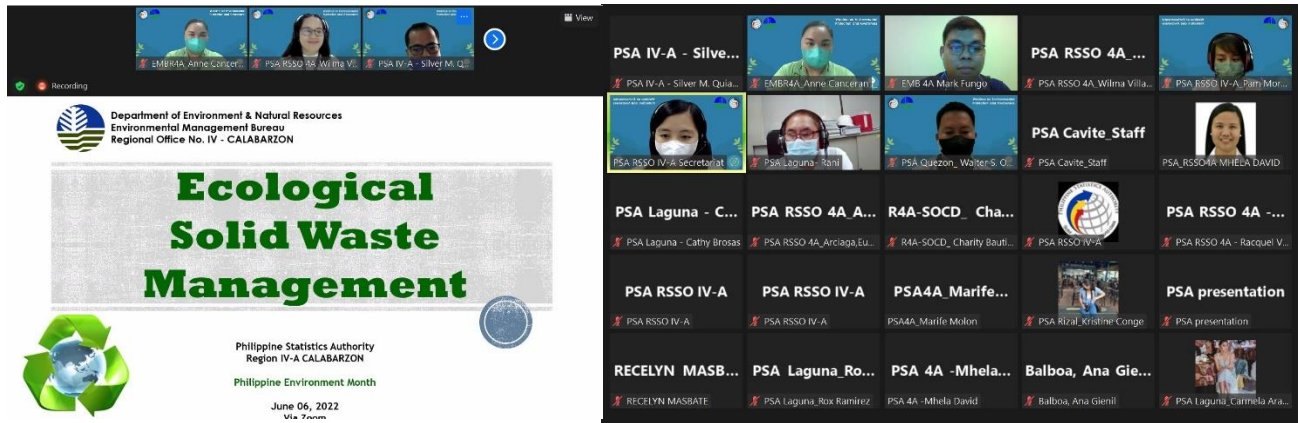 View
EMBR4A_Anne Cancer...
PSA RSSO 4A_Wilma V...
PSA IV-A - Silver M. Q...
Recording
Department of Environment & Natural Resources
Environmental Management Bureau
Regional Office No. IV - CALABARZON
Ecological
Solid Waste
Management
Philippine Statistics Authority
Region IV-A CALABARZON
Philippine Environment Month
June 06, 2022
Via Zoom
PSA IV-A - Silve...
PSA RSSO 4A_...
PSA IV-A - Silver M. Quia...
EMBR4A_Anne Canceran
EMB 4A Mark Fungo
PSA RSSO 4A_Wilma Villa...
PSA RSSO IV-A_Pam Mor...
PSA Cavite_Staff
PSA RSSO IV-A Secretariat
PSA Laguna- Rani
PSA Quezon_ Walter S. O...
PSA Cavite_Staff
PSA_RSSO4A MHELA DAVID
PSA Laguna - C...
PSA RSSO 4A_A...
R4A-SOCD_ Cha...
PSA RSSO 4A -...
PSA Laguna - Cathy Brosas
PSA RSSO 4A_Arciaga,Eu...
R4A-SOCD_ Charity Bauti...
PSA RSSO IV-A
PSA RSSO 4A - Racquel V...
PSA RSSO IV-A
PSA RSSO IV-A
PSA4A_Marife...
PSA presentation
PSA RSSO IV-A
PSA RSSO IV-A
PSA4A_Marife Molon
PSA Rizal_Kristine Conge
PSA presentation
RECELYN MASB...
PSA Laguna_Ro...
PSA 4A -Mhela...
Balboa, Ana Gie...
RECELYN MASBATE
PSA Laguna_Rox Ramirez
PSA 4A -Mhela David
Balboa, Ana Gienil
PSA Laguna_Carmela Ara...